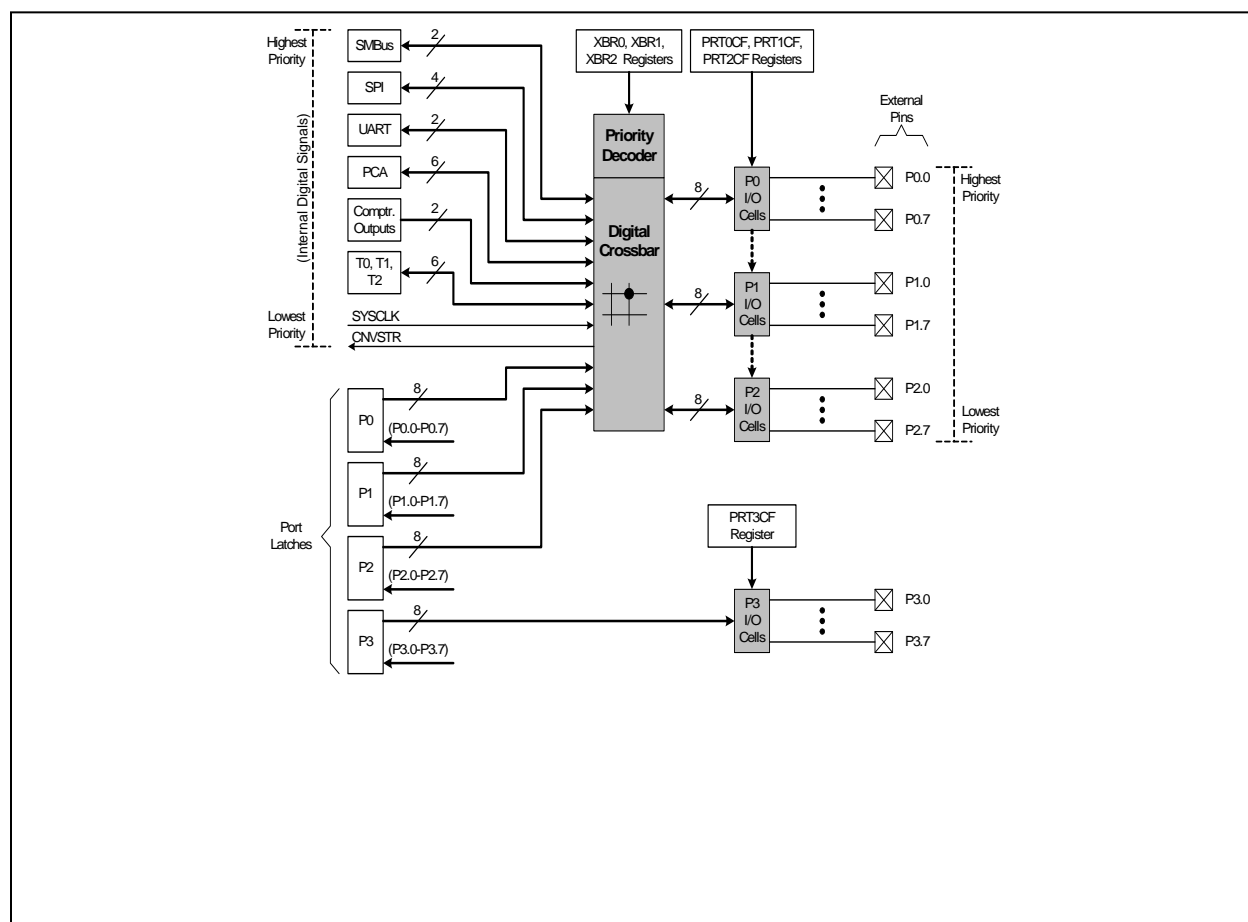 Highest
Priority
(Internal Digital Signals)
Lowest
Priority
SMBus
2
SPI
4
UART
2
PCA
6
Comptr.
Outputs
2
T0, T1,
T2
6
SYSCLK
CNVSTR
XBR0, XBR1,
XBR2 Registers
PRT0CF, PRT1CF,
PRT2CF Registers
Priority
Decoder
Digital
Crossbar
8
P0
I/O
Cells
8
P1
I/O
Cells
8
P2
I/O
Cells
External
Pins
P0.0
P0.7
P1.0
P1.7
P2.0
P2.7
Highest
Priority
Lowest
Priority
Port
Latches
P0
8
(P0.0-P0.7)
P1
8
(P1.0-P1.7)
P2
8
(P2.0-P2.7)
P3
8
(P3.0-P3.7)
PRT3CF
Register
P3
I/O
Cells
P3.0
P3.7